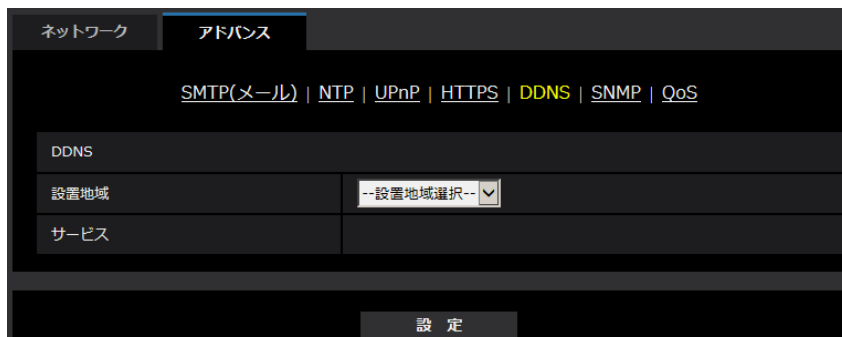 ネットワーク アドバンス
SMTP(メール) | NTP | UPnP | HTTPS | DDNS | SNMP | QoS
DDNS
設置地域 --設置地域選択--
サービス
設 定